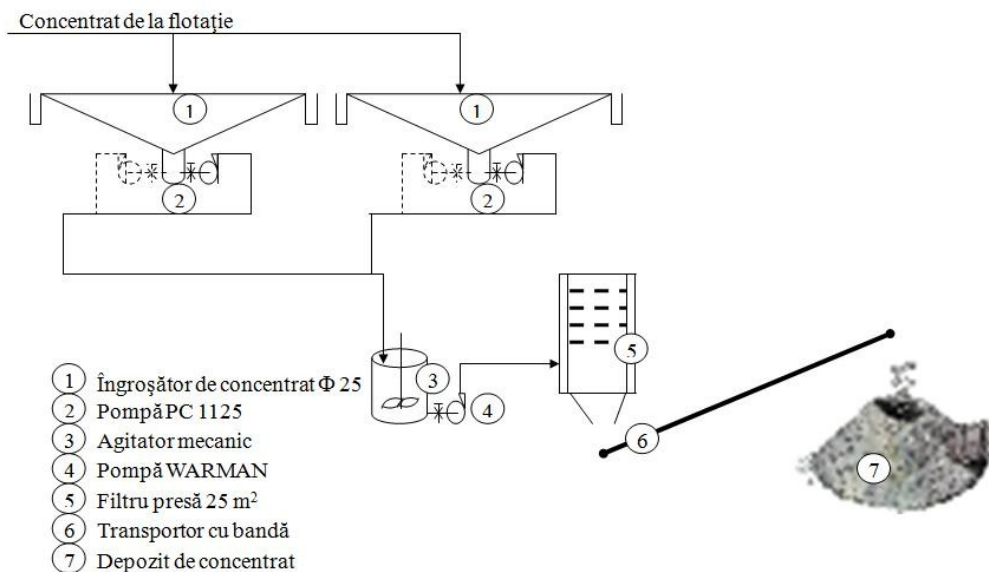 Concentrat de la flotaţie
1
1
2
2
3
4
5
6
7
1 Îngroşător de concentrat Φ 25
2 Pompă PC 1125
3 Agitator mecanic
4 Pompă WARMAN
5 Filtru presă 25 m²
6 Transportor cu bandă
7 Depozit de concentrat